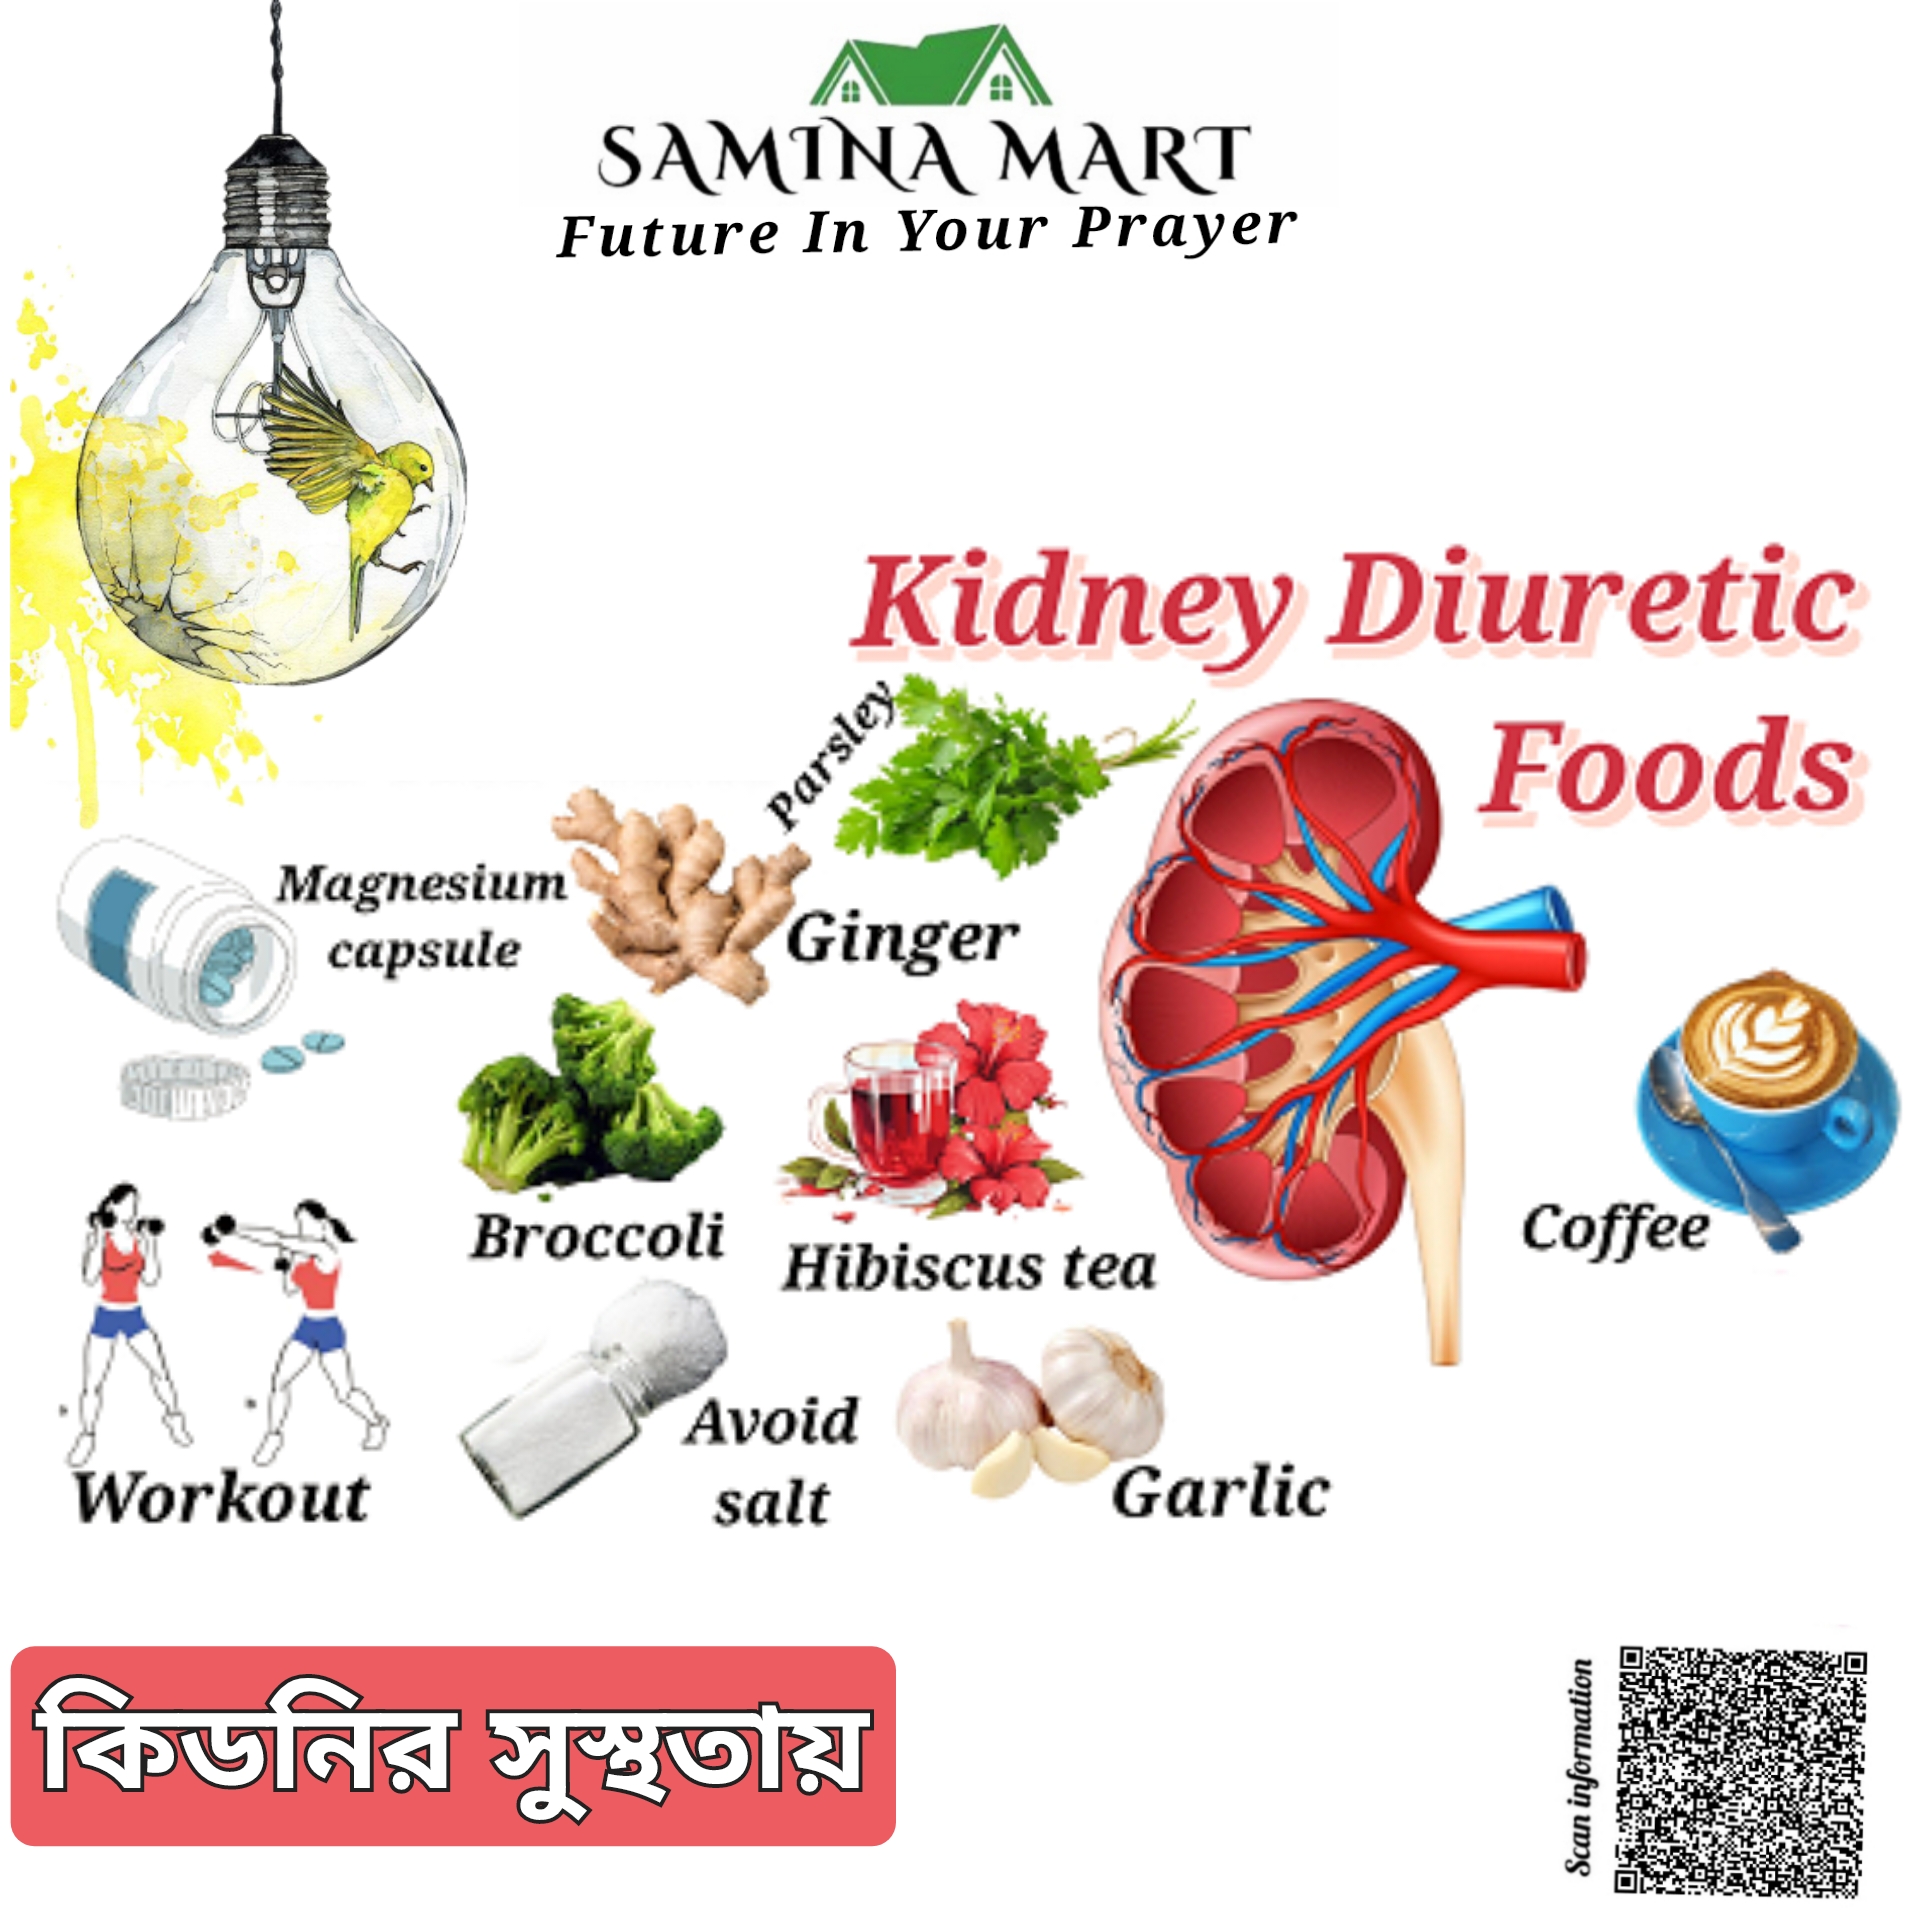 SAMINA MART
Future In Your Prayer
Kidney Diuretic
Foods
Parsley
Magnesium
capsule
Ginger
Broccoli
Hibiscus tea
Coffee
Workout
Avoid
salt
Garlic
কিডনির সুস্থতায়
Scan information